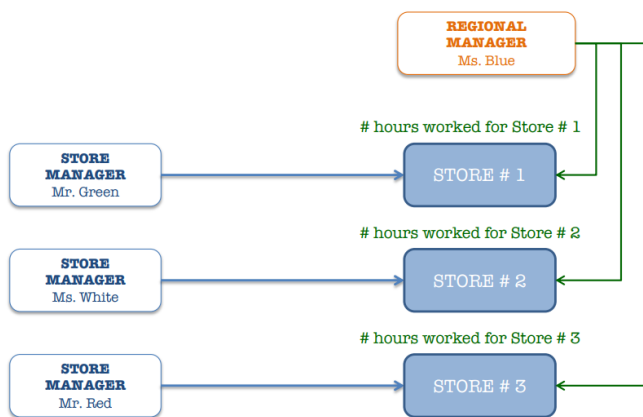 REGIONAL
MANAGER
Ms. Blue
# hours worked for Store # 1
STORE
MANAGER
Mr. Green
STORE # 1
# hours worked for Store # 2
STORE
MANAGER
Ms. White
STORE # 2
# hours worked for Store # 3
STORE
MANAGER
Mr. Red
STORE # 3